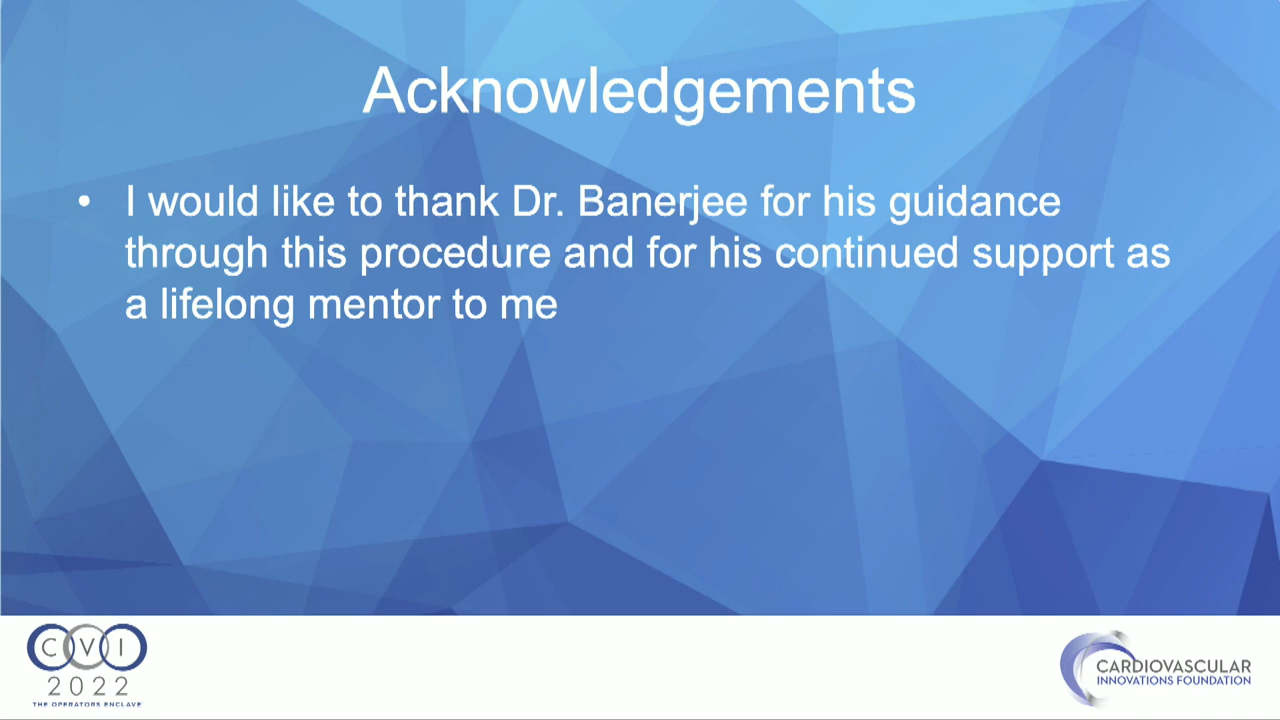 Acknowledgements
• I would like to thank Dr. Banerjee for his guidance
through this procedure and for his continued support as
a lifelong mentor to me
CVI
2022
THE OPERATORS ENCLAVE
CARDIOVASCULAR
INNOVATIONS FOUNDATION